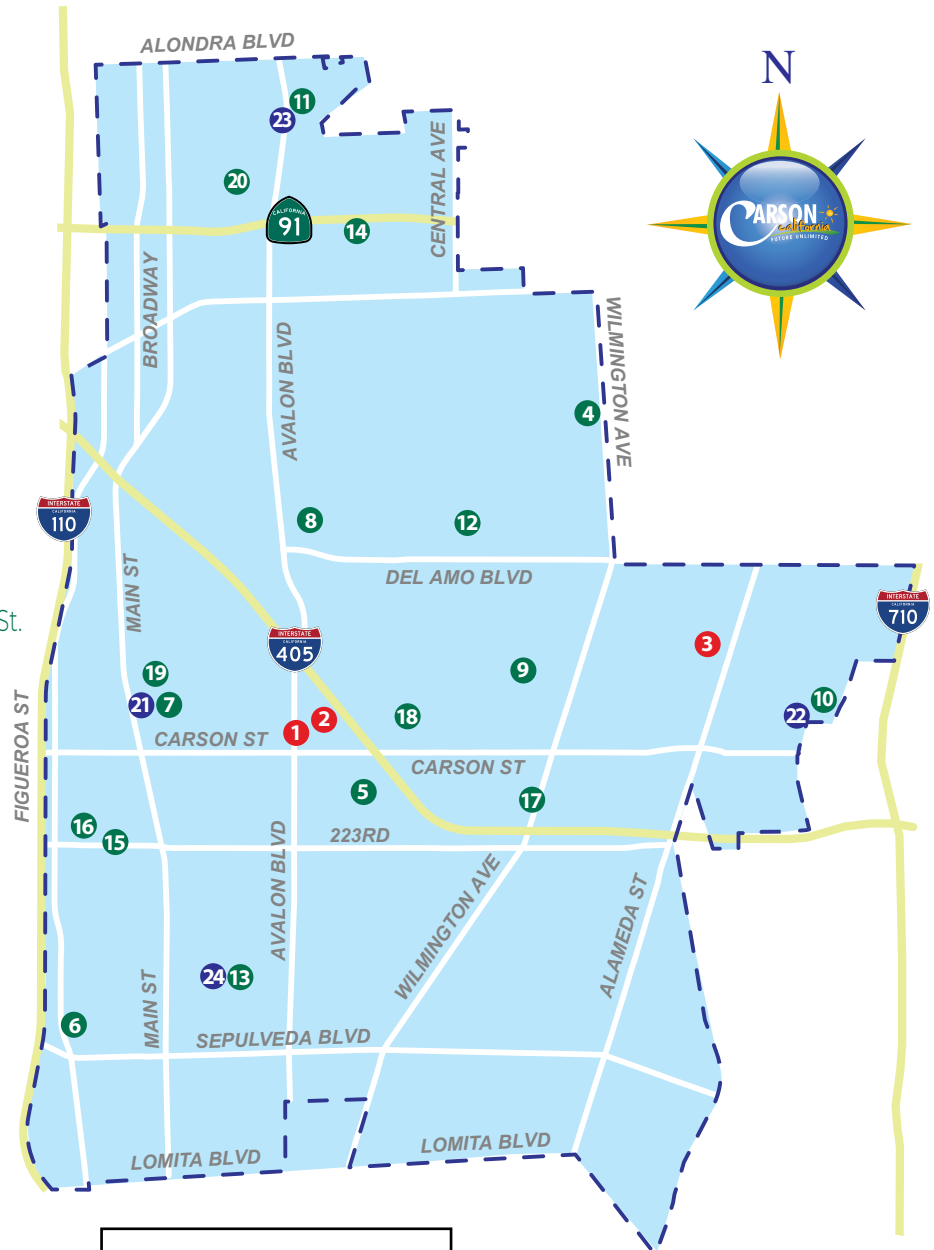 ALONDRA BLVD
N
11
23
CENTRAL AVE
20
CARSON
california
FUTURE UNLIMITED
CALIFORNIA
91
14
BROADWAY
AVALON BLVD
WILMINGTON AVE
4
INTERSTATE
CALIFORNIA
110
8
12
DEL AMO BLVD
MAIN ST
INTERSTATE
CALIFORNIA
710
St.
INTERSTATE
CALIFORNIA
405
3
19
9
21
7
10
22
18
2
1
CARSON ST
CARSON ST
FIGUEROA ST
5
17
16
15
223RD
AVALON BLVD
WILMINGTON AVE
ALAMEDA ST
24
13
MAIN ST
6
SEPULVEDA BLVD
LOMITA BLVD
LOMITA BLVD